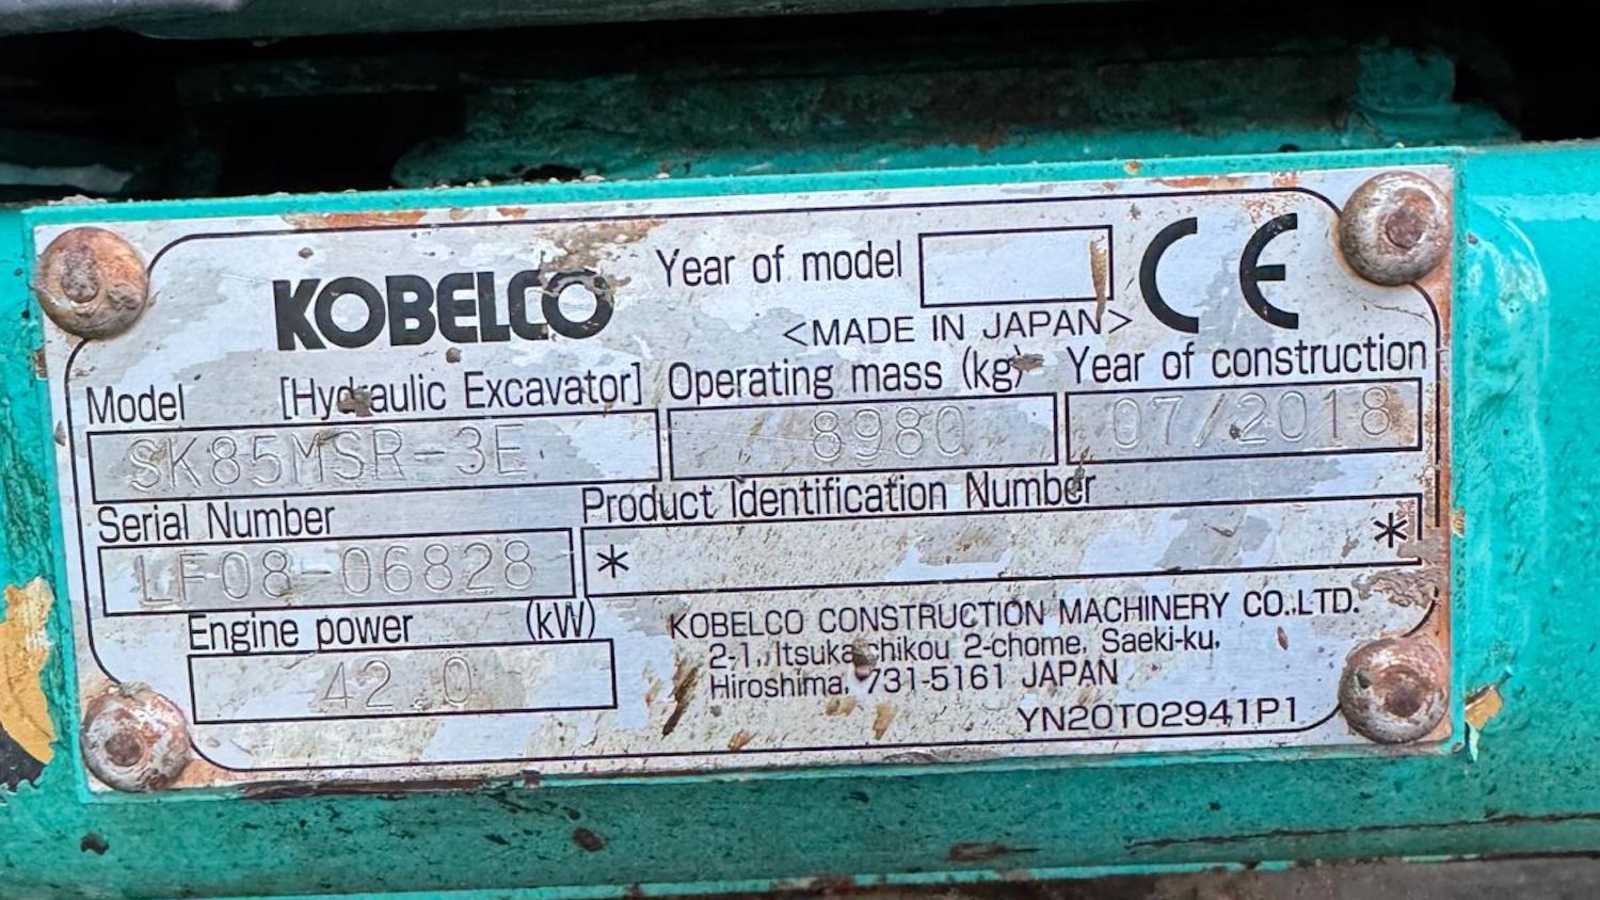 KOBELCO
Year of model
CE
<MADE IN JAPAN>
Model [Hydraulic Excavator]
SK85MSR-3E
Operating mass (kg)
8980
Year of construction
07/2018
Serial Number
LF08-06828
Product Identification Number
* *
Engine power (kW)
42.0
KOBELCO CONSTRUCTION MACHINERY CO.,LTD.
2-1, Itsukaichikou 2-chome, Saeki-ku,
Hiroshima, 731-5161 JAPAN
YN20T02941P1